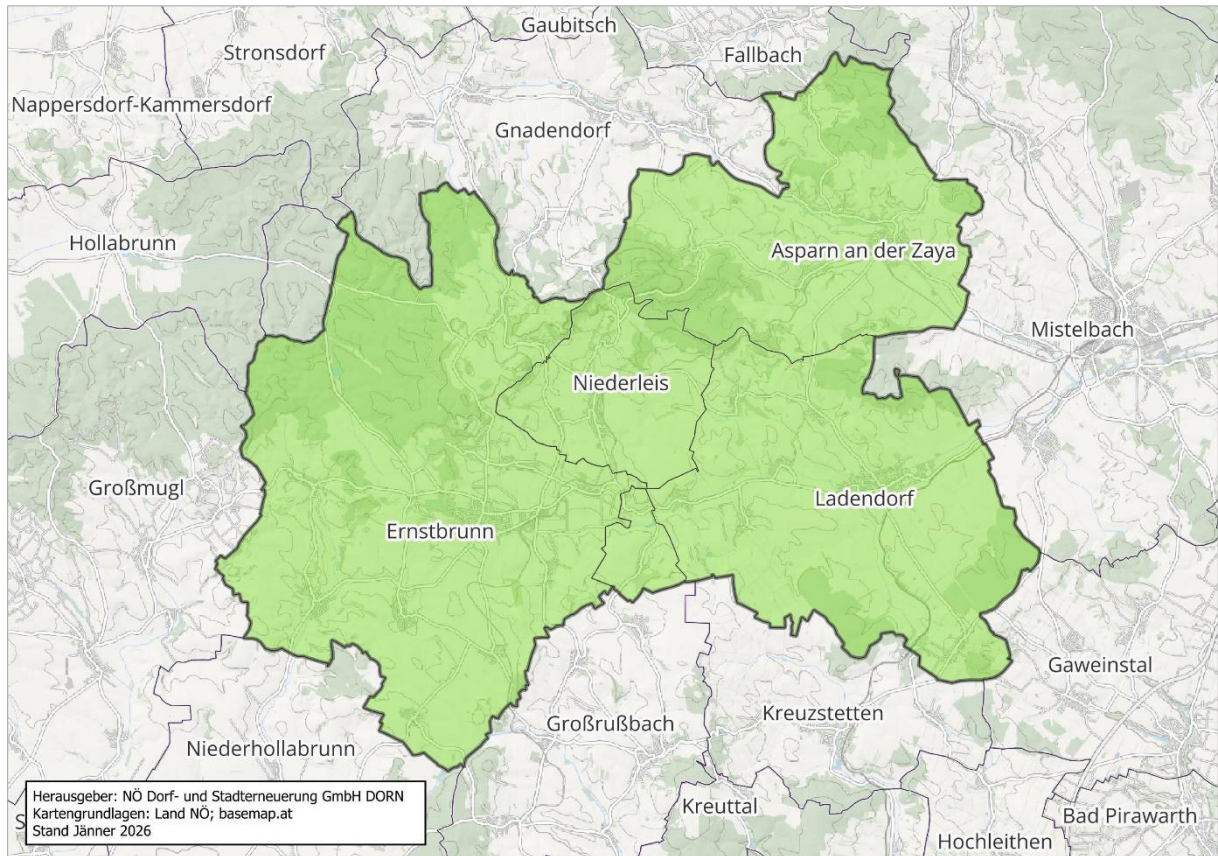 Gaubitsch
Stronsdorf
Fallbach
Nappersdorf-Kammersdorf
Gnadendorf
Hollabrunn
Asparn an der Zaya
Mistelbach
Niederleis
Großmugl
Ladendorf
Ernstbrunn
Gaweinstal
Großrußbach
Kreuzstetten
Niederhollabrunn
Herausgeber: NÖ Dorf- und Stadterneuerung GmbH DORN
Kartengrundlagen: Land NÖ; basemap.at
Stand Jänner 2026
Kreuttal
Bad Pirawarth
Hochleithen